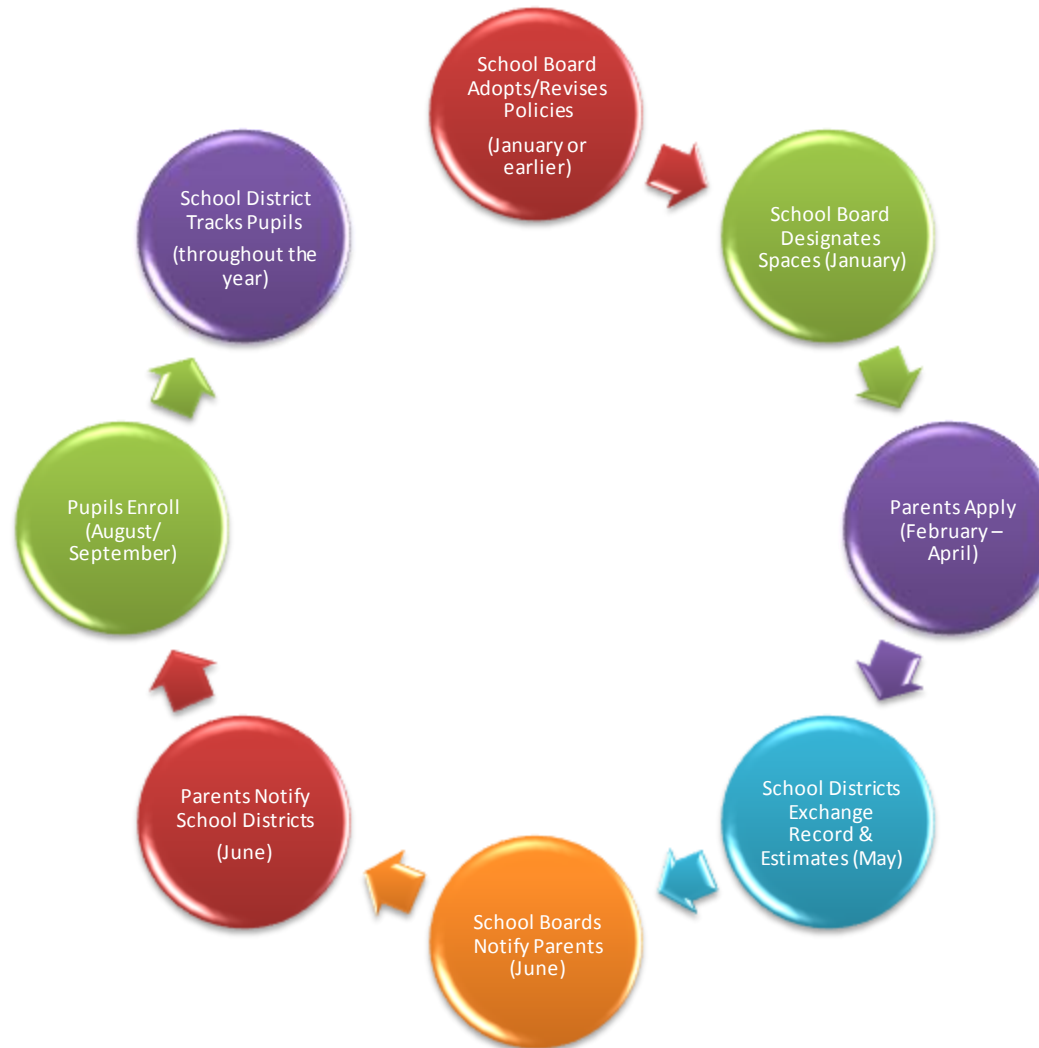 School Board
Adopts/Revises
Policies
(January or
earlier)
School Board
Designates
Spaces (January)
Parents Apply
(February –
April)
School Districts
Exchange
Record &
Estimates (May)
School Boards
Notify Parents
(June)
Parents Notify
School Districts
(June)
Pupils Enroll
(August/
September)
School District
Tracks Pupils
(throughout the
year)